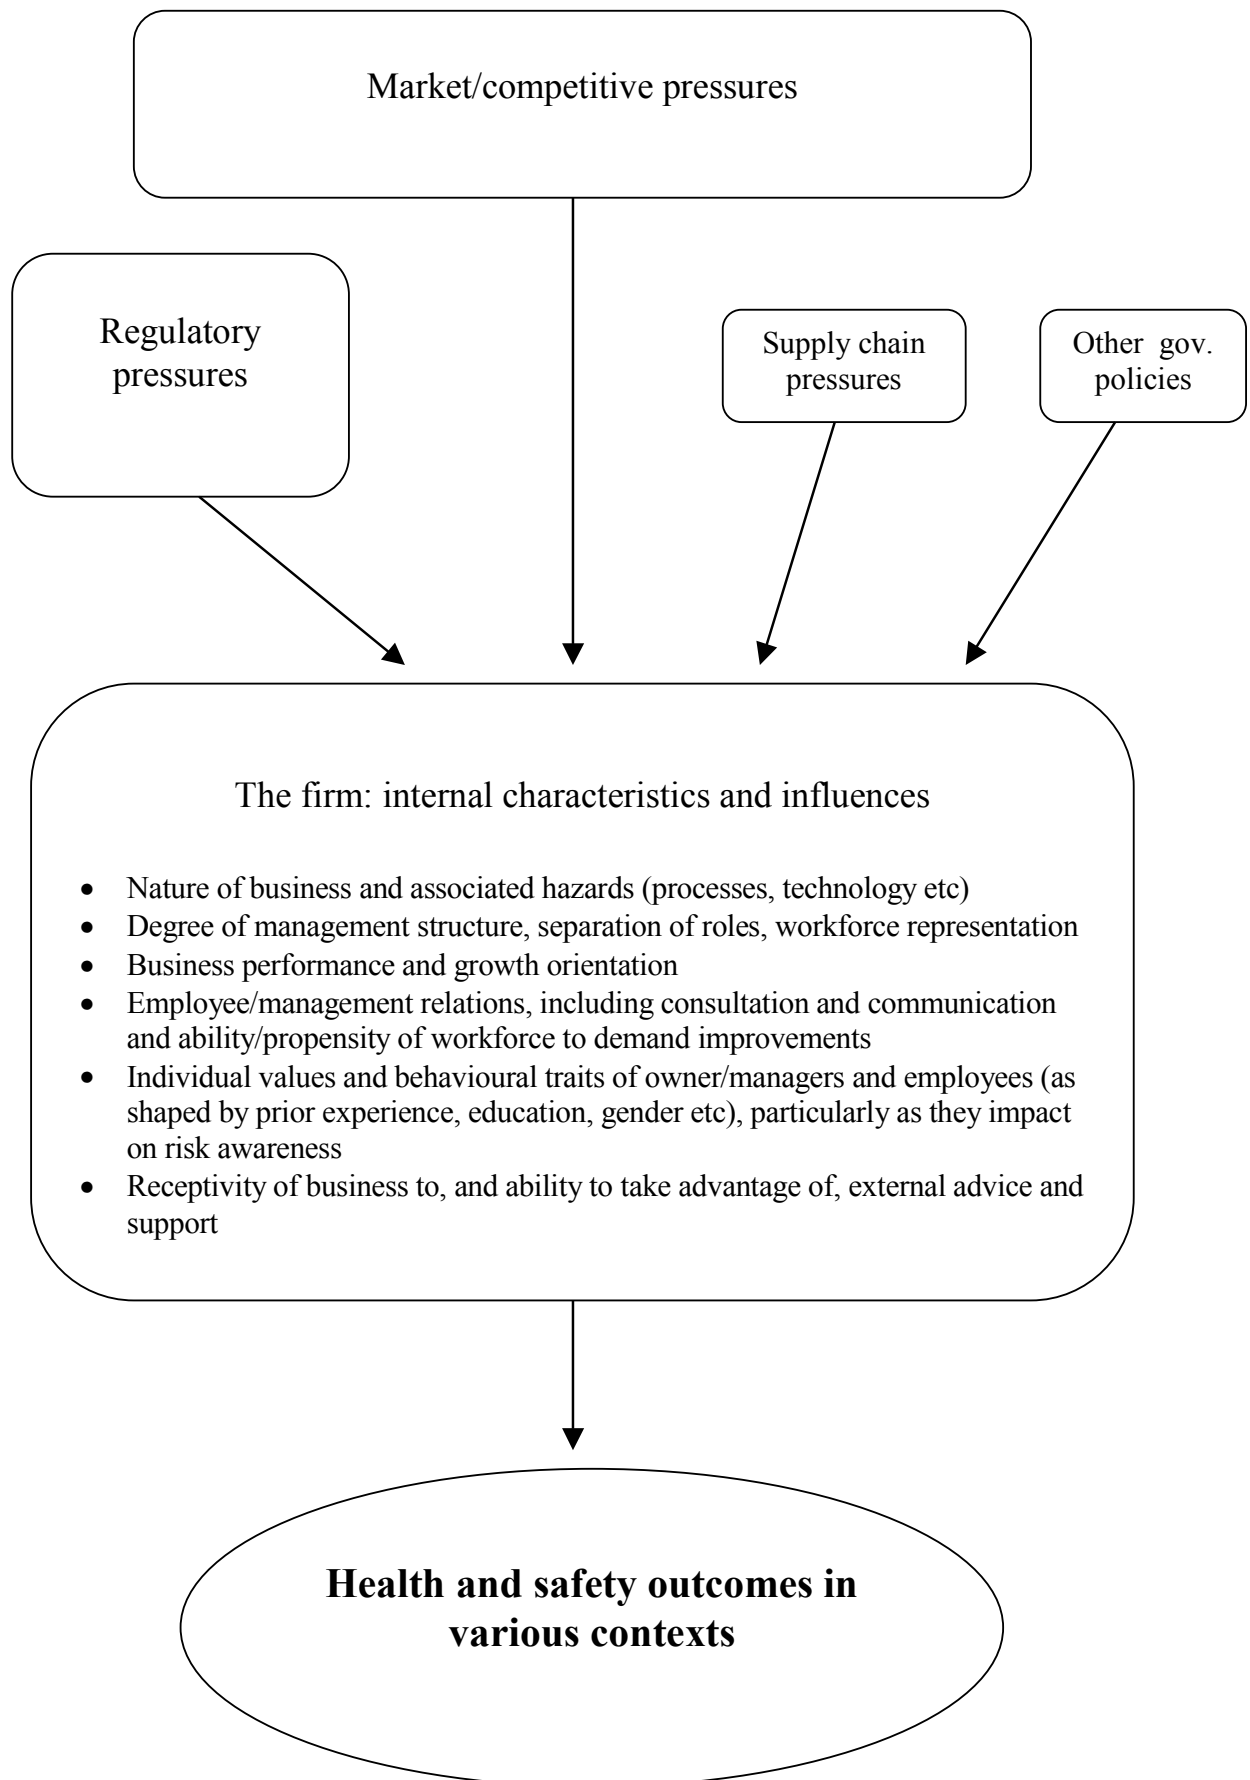 Market/competitive pressures
Regulatory
pressures
Supply chain
pressures
Other gov.
policies
The firm: internal characteristics and influences
• Nature of business and associated hazards (processes, technology etc)
• Degree of management structure, separation of roles, workforce representation
• Business performance and growth orientation
• Employee/management relations, including consultation and communication
and ability/propensity of workforce to demand improvements
• Individual values and behavioural traits of owner/managers and employees (as
shaped by prior experience, education, gender etc), particularly as they impact
on risk awareness
• Receptivity of business to, and ability to take advantage of, external advice and
support
Health and safety outcomes in
various contexts